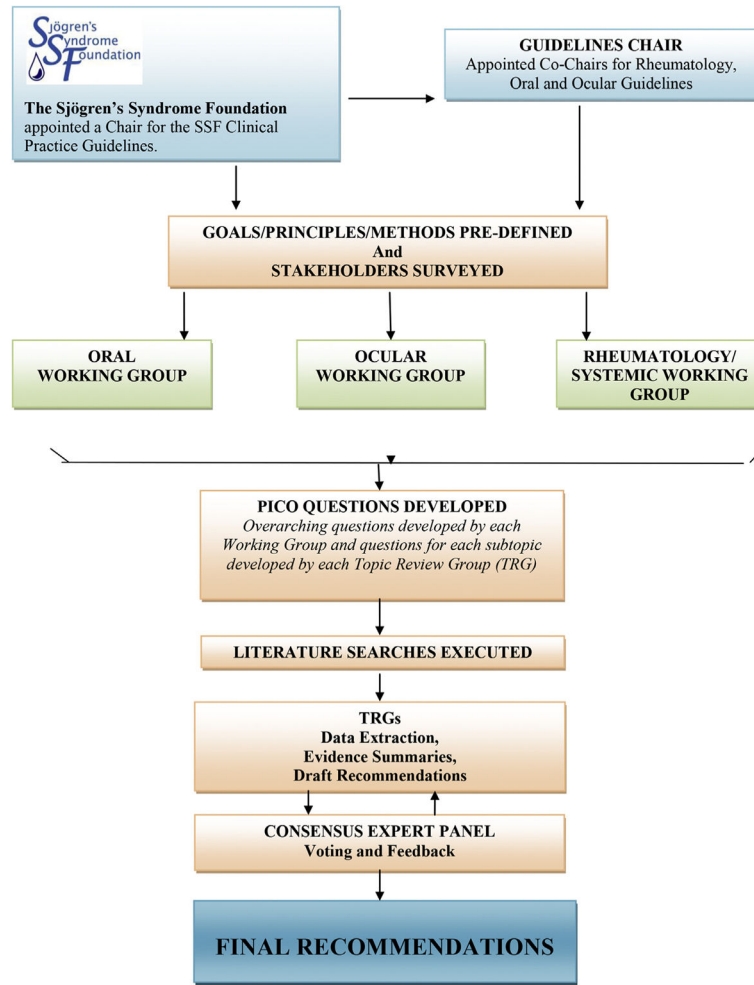 Sjögren's
Syndrome
Foundation
The Sjögren's Syndrome Foundation
appointed a Chair for the SSF Clinical
Practice Guidelines.
GUIDELINES CHAIR
Appointed Co-Chairs for Rheumatology,
Oral and Ocular Guidelines
GOALS/PRINCIPLES/METHODS PRE-DEFINED
And
STAKEHOLDERS SURVEYED
ORAL
WORKING GROUP
OCULAR
WORKING GROUP
RHEUMATOLOGY/
SYSTEMIC WORKING
GROUP
PICO QUESTIONS DEVELOPED
Overarching questions developed by each
Working Group and questions for each subtopic
developed by each Topic Review Group (TRG)
LITERATURE SEARCHES EXECUTED
TRGs
Data Extraction,
Evidence Summaries,
Draft Recommendations
CONSENSUS EXPERT PANEL
Voting and Feedback
FINAL RECOMMENDATIONS